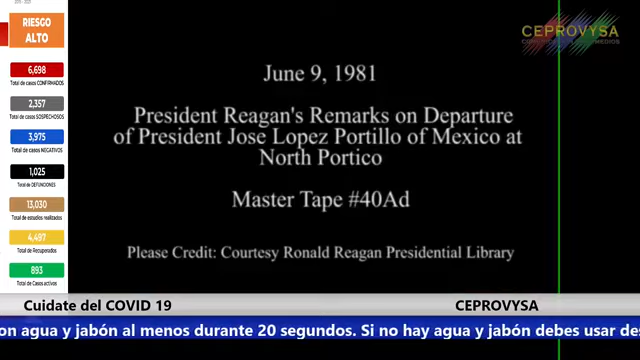 RIESGO
ALTO
6,698
Total de casos CONFIRMADOS
2,357
Total de casos SOSPECHOSOS
3,975
Total de casos NEGATIVOS
1,025
Total de DEFUNCIONES
13,030
Total de estudios realizados
4,497
Total de Recuperados
893
Total de Casos activos
CEPROVYSA
MEDIOS
June 9, 1981
President Reagan's Remarks on Departure
of President Jose Lopez Portillo of Mexico at
North Portico
Master Tape #40Ad
Please Credit: Courtesy Ronald Reagan Presidential Library
Cuidate del COVID 19
CEPROVYSA
on agua y jabón al menos durante 20 segundos. Si no hay agua y jabón debes usar des